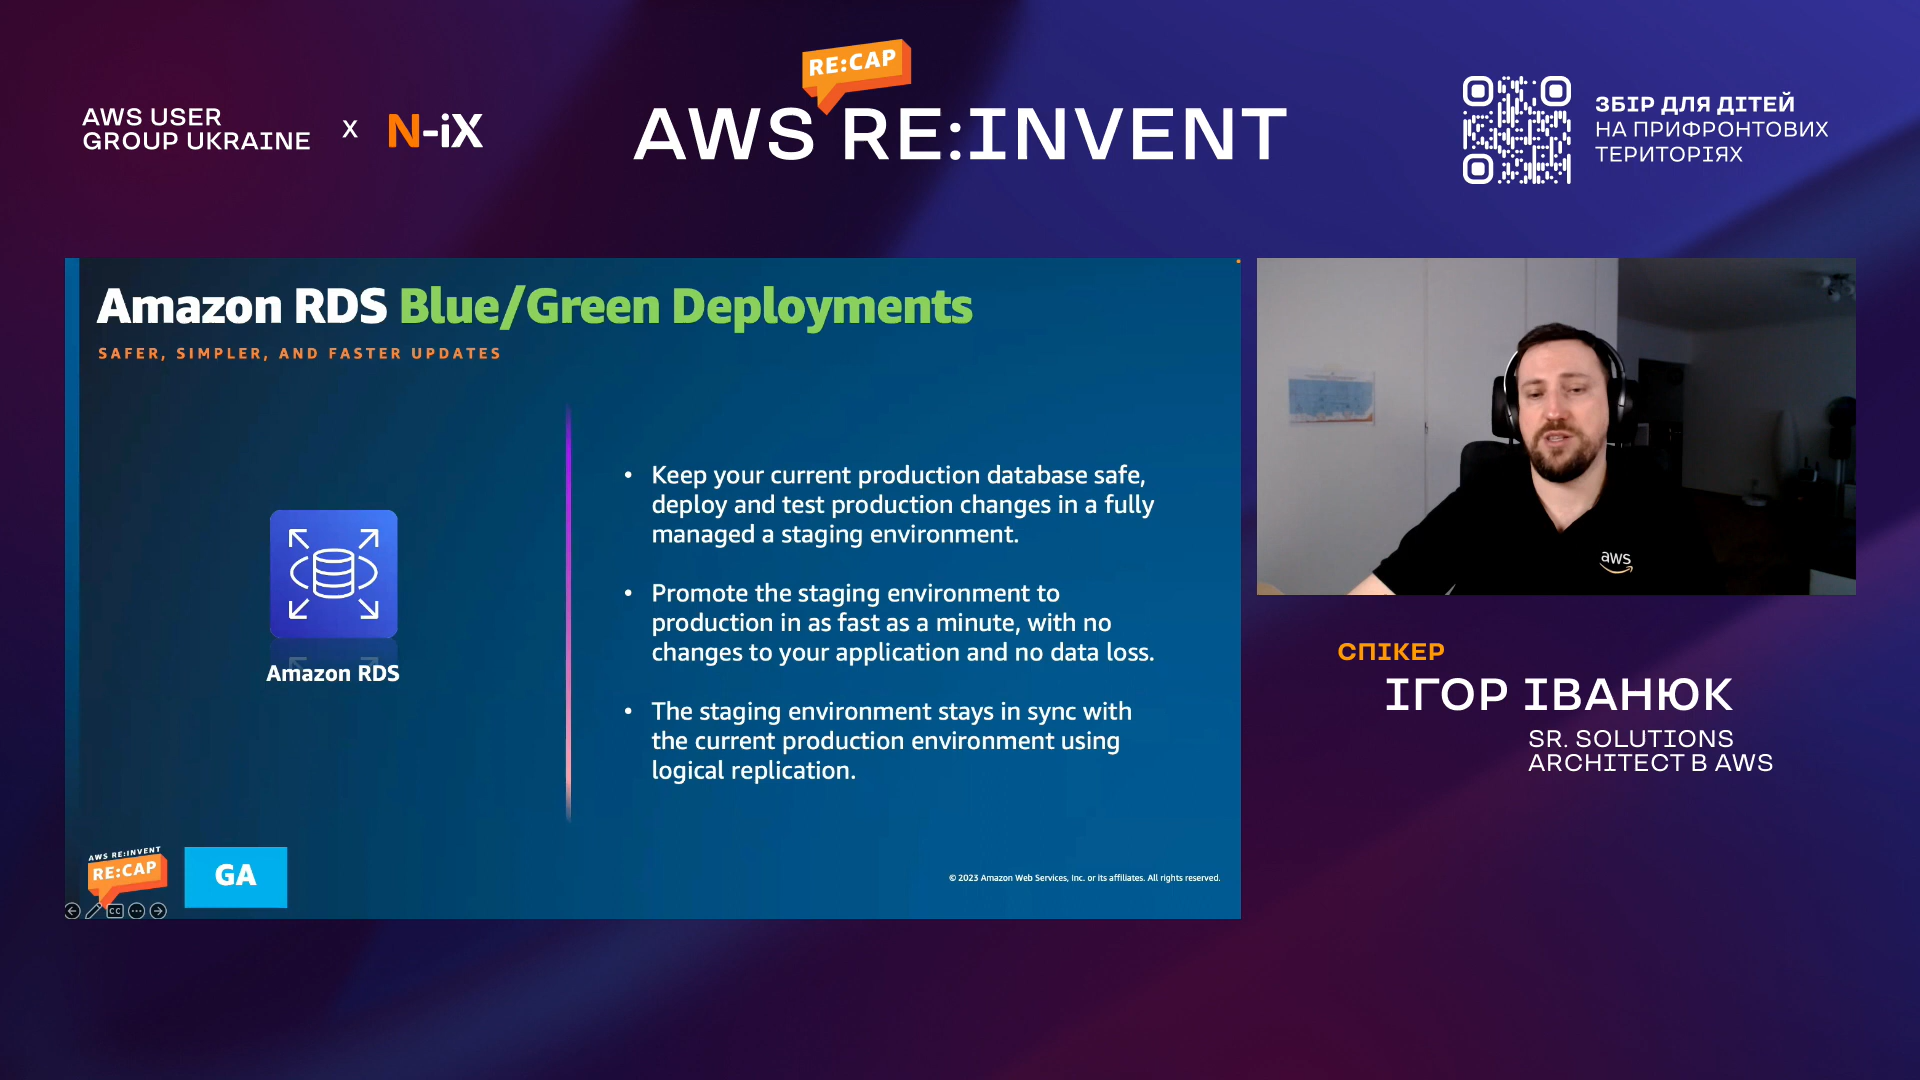 AWS USER
GROUP UKRAINE
X
N-iX
RE:CAP
AWS RE:INVENT
ЗБІР ДЛЯ ДІТЕЙ
НА ПРИФРОНТОВИХ
ТЕРИТОРІЯХ
Amazon RDS Blue/Green Deployments
SAFER, SIMPLER, AND FASTER UPDATES
Amazon RDS
• Keep your current production database safe,
deploy and test production changes in a fully
managed a staging environment.
• Promote the staging environment to
production in as fast as a minute, with no
changes to your application and no data loss.
• The staging environment stays in sync with
the current production environment using
logical replication.
AWS RE:INVENT
RE:CAP
GA
CC
© 2023 Amazon Web Services, Inc. or its affiliates. All rights reserved.
aws
СПІКЕР
ІГОР ІВАНЮК
SR. SOLUTIONS
ARCHITECT В AWS